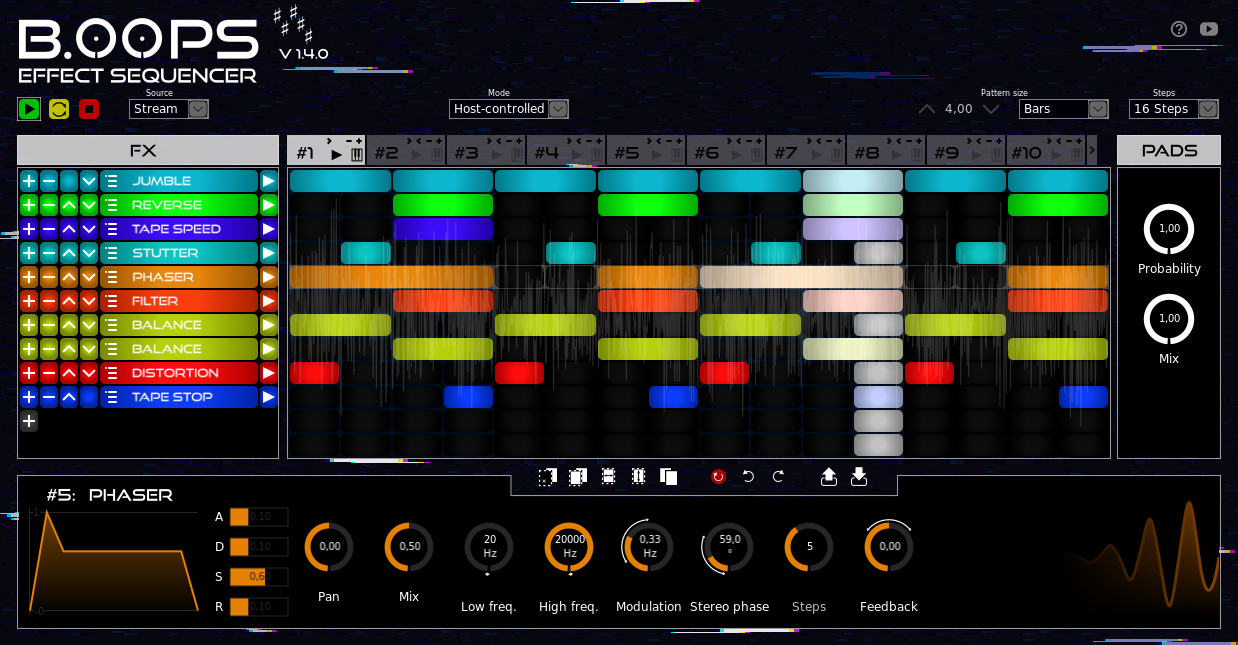 B.OOPS
EFFECT SEQUENCER
V 1.4.0
Source
Stream
Mode
Host-controlled
Pattern size
4,00
Bars
Steps
16 Steps
FX
#1 #2 #3 #4 #5 #6 #7 #8 #9 #10
PADS
JUMBLE
REVERSE
TAPE SPEED
STUTTER
PHASER
FILTER
BALANCE
BALANCE
DISTORTION
TAPE STOP
1,00
Probability
1,00
Mix
#5: PHASER
1
0
A 0,10
D 0,10
S 0,60
R 0,10
0,00
Pan
0,50
Mix
20
Hz
Low freq.
20000
Hz
High freq.
0,33
Hz
Modulation
59,0
°
Stereo phase
5
Steps
0,00
Feedback